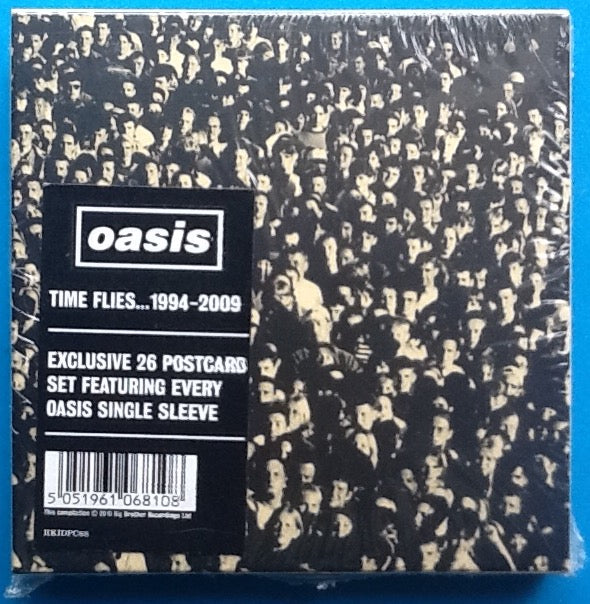 oasis
TIME FLIES...1994-2009
EXCLUSIVE 26 POSTCARD
SET FEATURING EVERY
OASIS SINGLE SLEEVE
5 051961 068108
This compilation © 2010 Big Brother Recordings Ltd
RKIDPC66